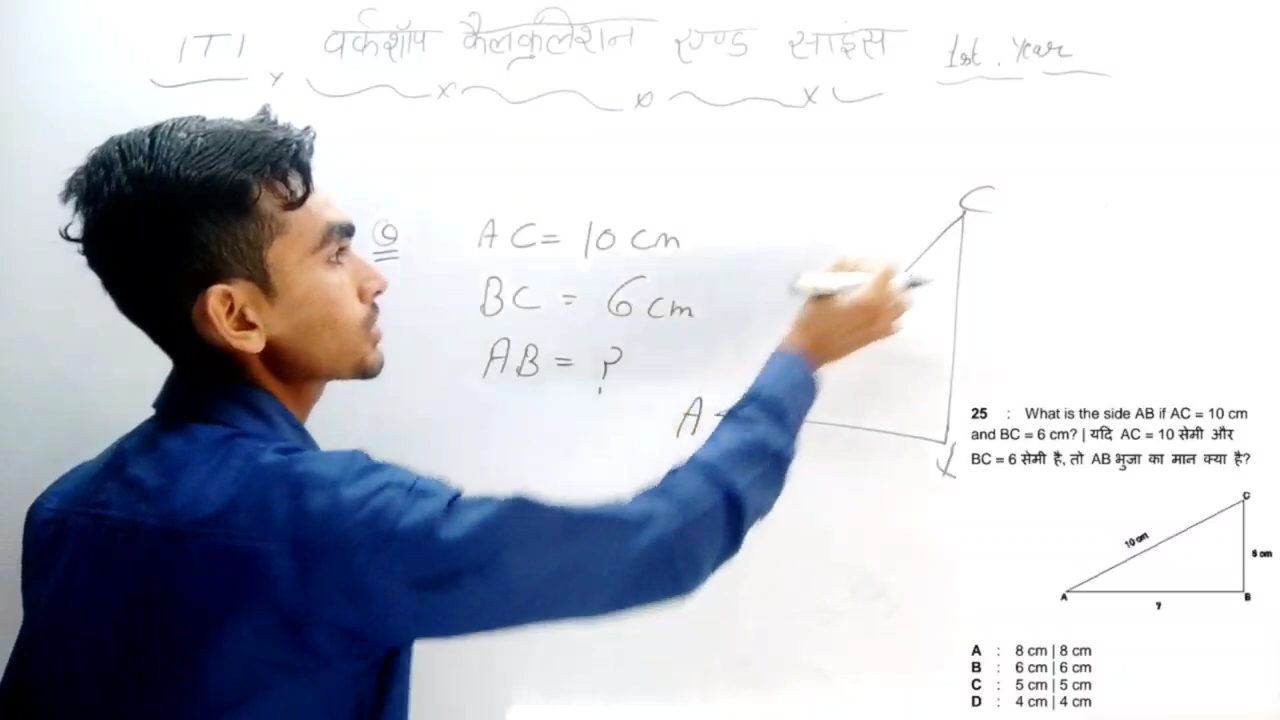 ITI वर्कशॉप कैलकुलेशन एण्ड साइंस 1st. Year
Q
AC = 10 cm
BC = 6 cm
AB = ?
C
A
25 : What is the side AB if AC = 10 cm
and BC = 6 cm? | यदि AC = 10 सेमी और
BC = 6 सेमी है, तो AB भुजा का मान क्या है?
C
10 cm
6 cm
A
B
?
A : 8 cm | 8 cm
B : 6 cm | 6 cm
C : 5 cm | 5 cm
D : 4 cm | 4 cm